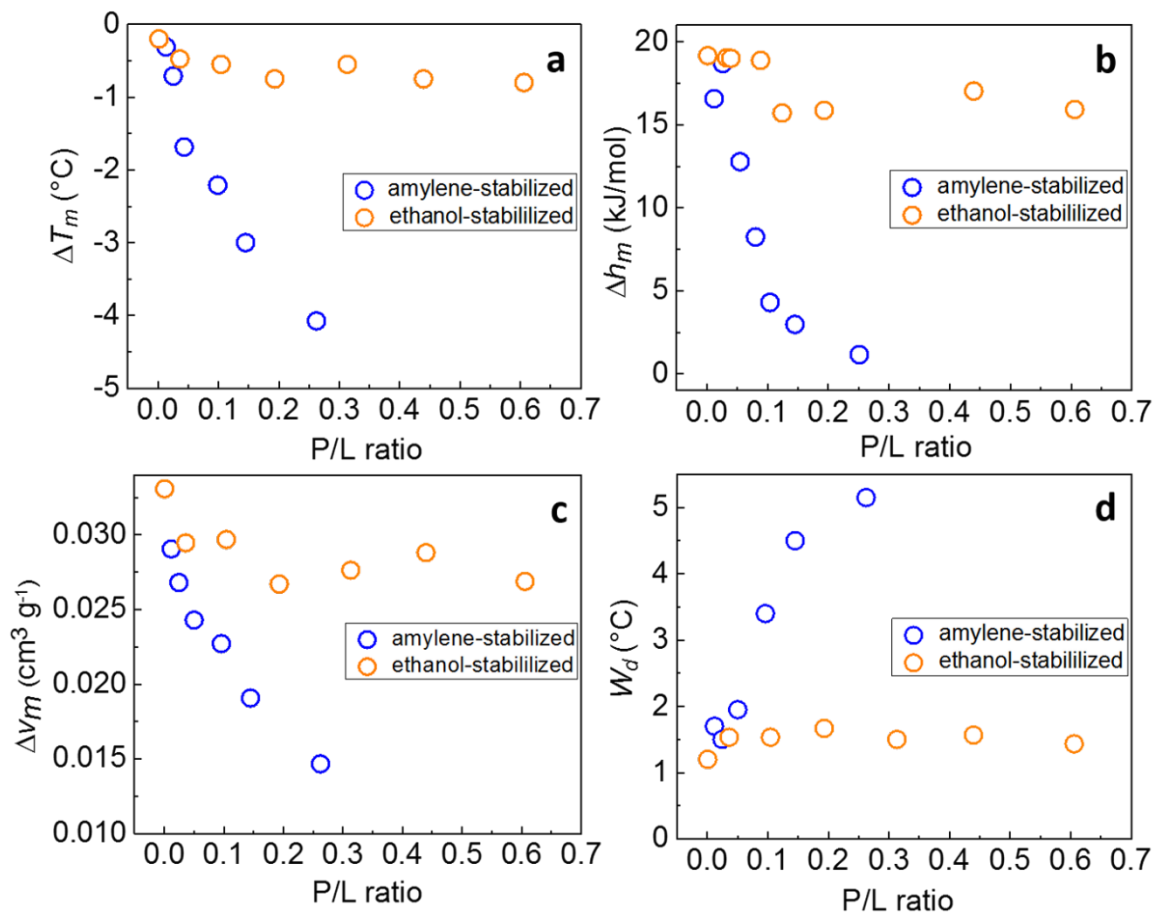 0
-1
-2
-3
-4
-5
ΔTm (°C)
a
amylene-stabilized
ethanol-stabililized
0.0 0.1 0.2 0.3 0.4 0.5 0.6 0.7
P/L ratio
20
15
10
5
0
Δhm (kJ/mol)
b
amylene-stabilized
ethanol-stabililized
0.0 0.1 0.2 0.3 0.4 0.5 0.6 0.7
P/L ratio
0.030
0.025
0.020
0.015
0.010
Δvm (cm³ g⁻¹)
c
amylene-stabilized
ethanol-stabililized
0.0 0.1 0.2 0.3 0.4 0.5 0.6 0.7
P/L ratio
5
4
3
2
1
0
Wd (°C)
d
amylene-stabilized
ethanol-stabililized
0.0 0.1 0.2 0.3 0.4 0.5 0.6 0.7
P/L ratio